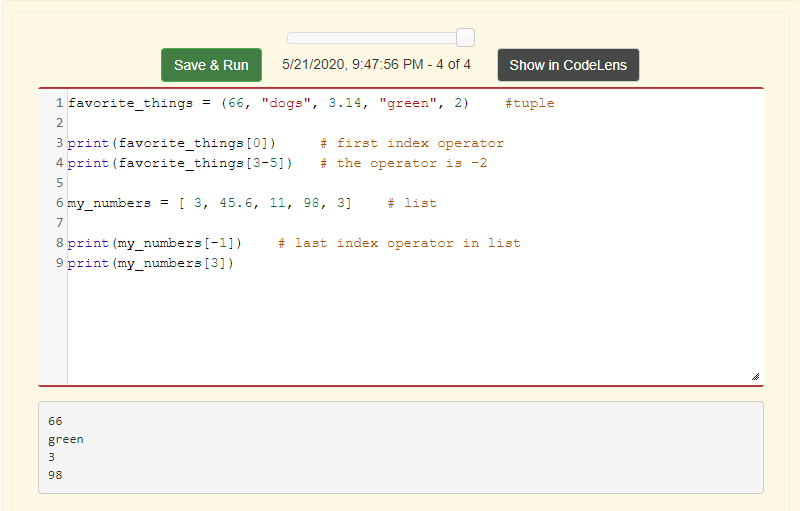 Save & Run 5/21/2020, 9:47:56 PM - 4 of 4 Show in CodeLens
1 favorite_things = (66, "dogs", 3.14, "green", 2)    #tuple
2
3 print(favorite_things[0])     # first index operator
4 print(favorite_things[3-5])   # the operator is -2
5
6 my_numbers = [ 3, 45.6, 11, 98, 3]    # list
7
8 print(my_numbers[-1])    # last index operator in list
9 print(my_numbers[3])
66
green
3
98